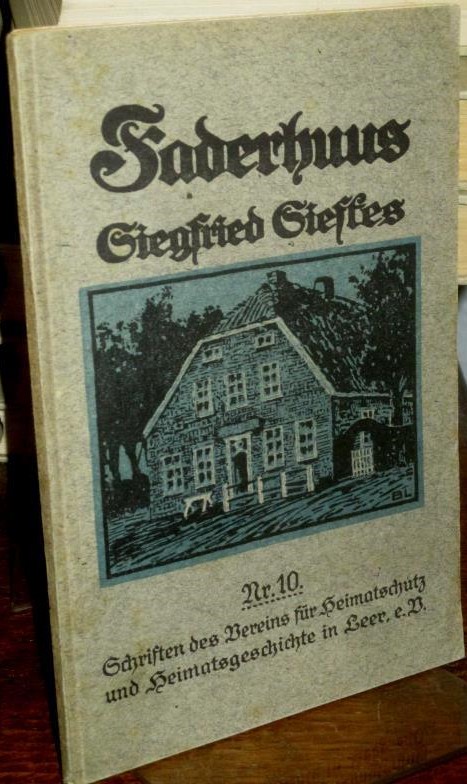 Faderhuus
Siegfried Siefkes
BL
Nr. 10.
Schriften des Vereins für Heimatschutz
und Heimatsgeschichte in Leer, e. V.